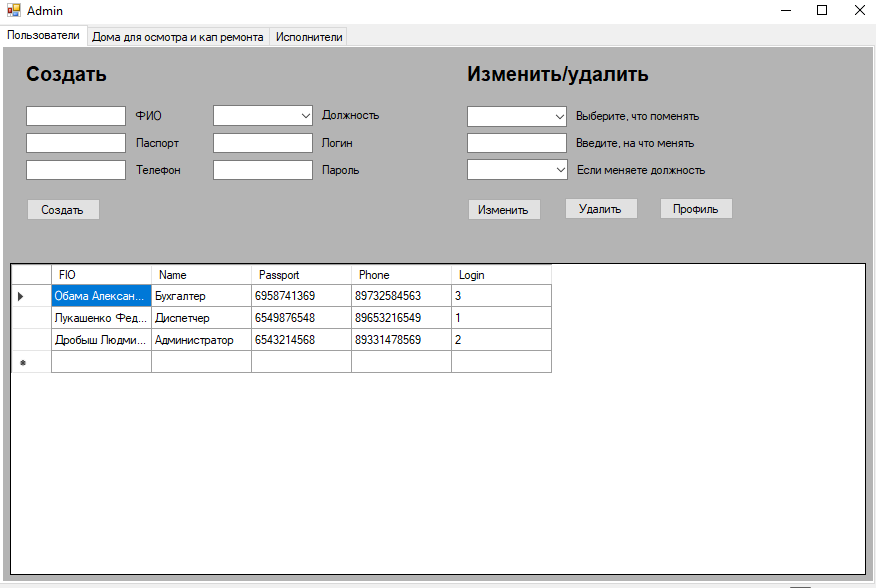 Admin
Пользователи Дома для осмотра и кап ремонта Исполнители
Создать Изменить/удалить
ФИО Должность Выберите, что поменять
Паспорт Логин Введите, на что менять
Телефон Пароль Если меняете должность
Создать Изменить Удалить Профиль
FIO Name Passport Phone Login
Обама Алексан... Бухгалтер 6958741369 89732584563 3
Лукашенко Фед... Диспетчер 6549876548 89653216549 1
Дробыш Людми... Администратор 6543214568 89331478569 2